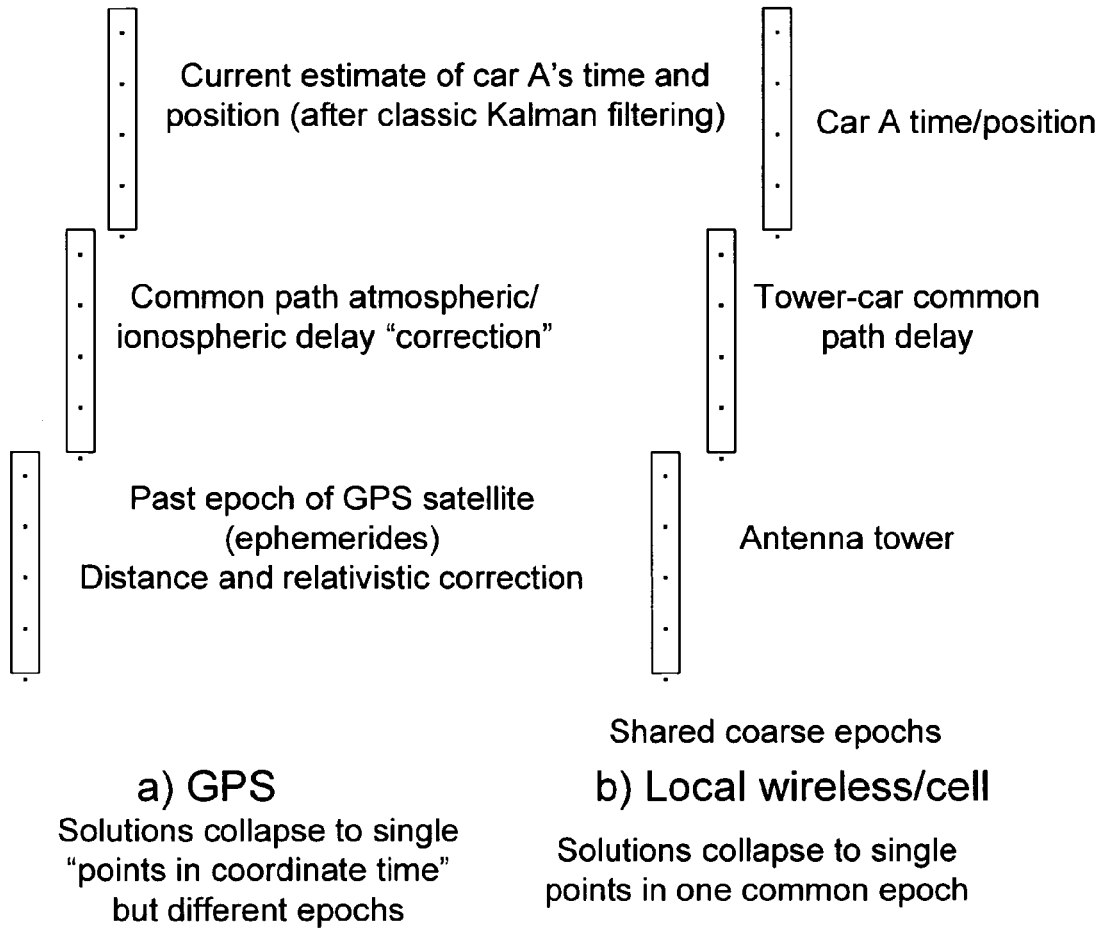 Current estimate of car A's time and
position (after classic Kalman filtering)
Car A time/position
Common path atmospheric/
ionospheric delay “correction”
Tower-car common
path delay
Past epoch of GPS satellite
(ephemerides)
Distance and relativistic correction
Antenna tower
Shared coarse epochs
a) GPS
Solutions collapse to single
“points in coordinate time”
but different epochs
b) Local wireless/cell
Solutions collapse to single
points in one common epoch